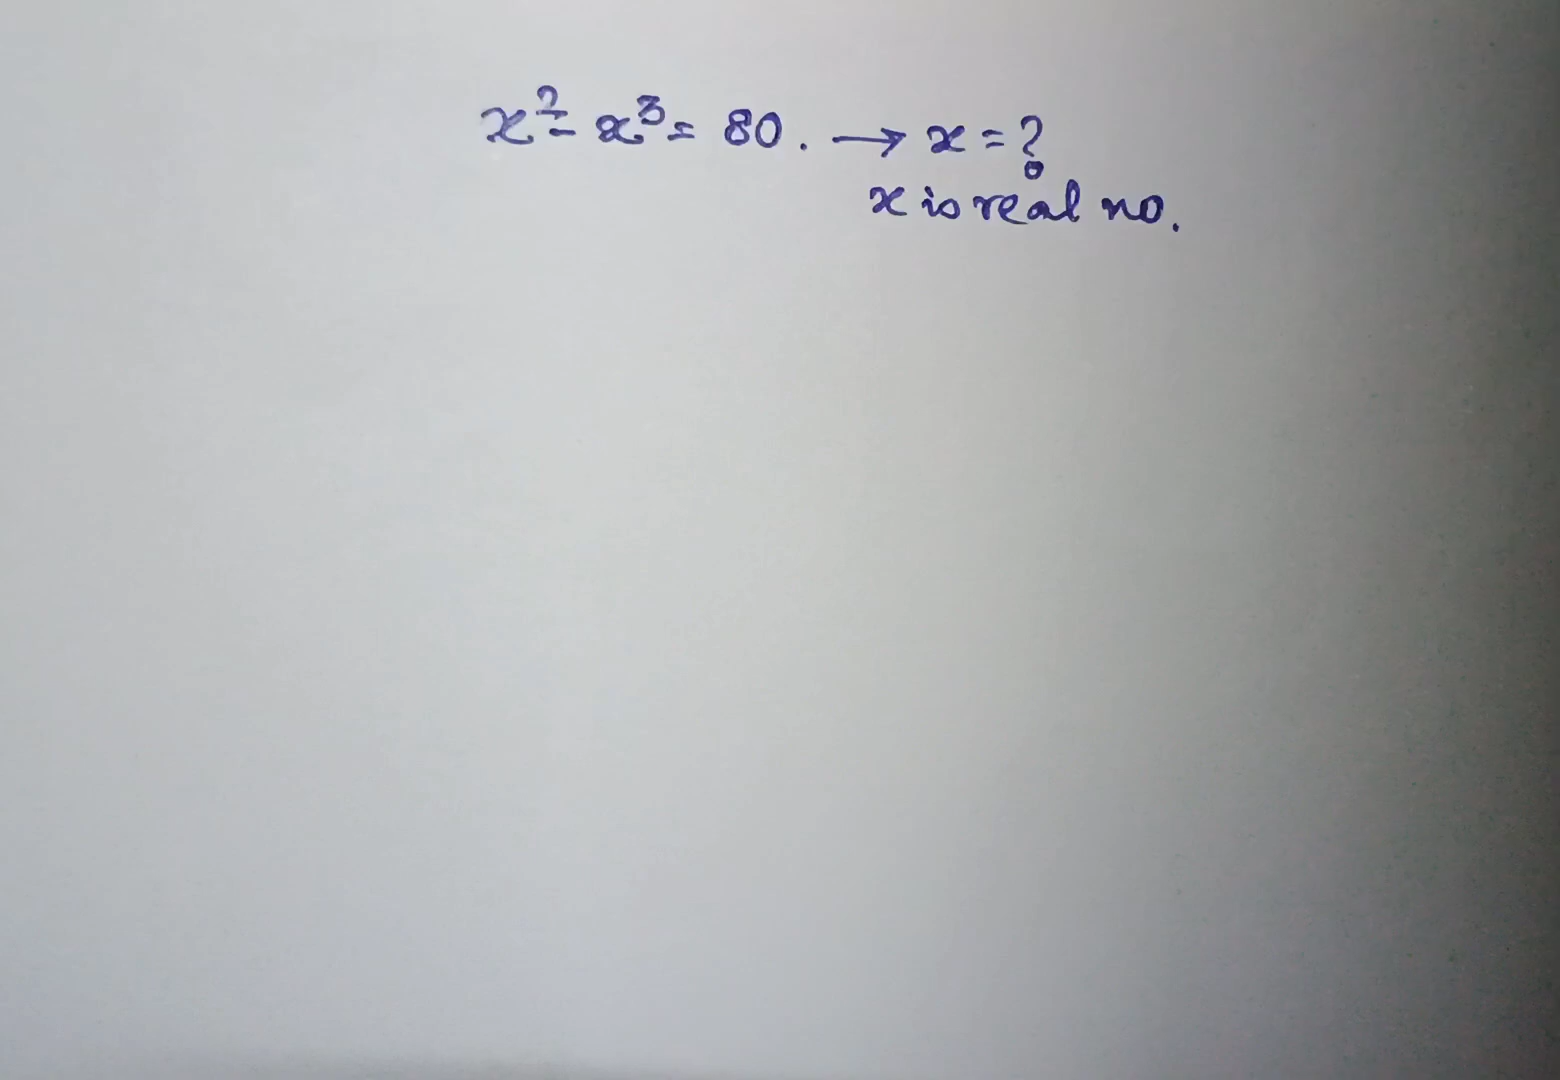 x² - x³ = 80. → x = ?
x is real no.